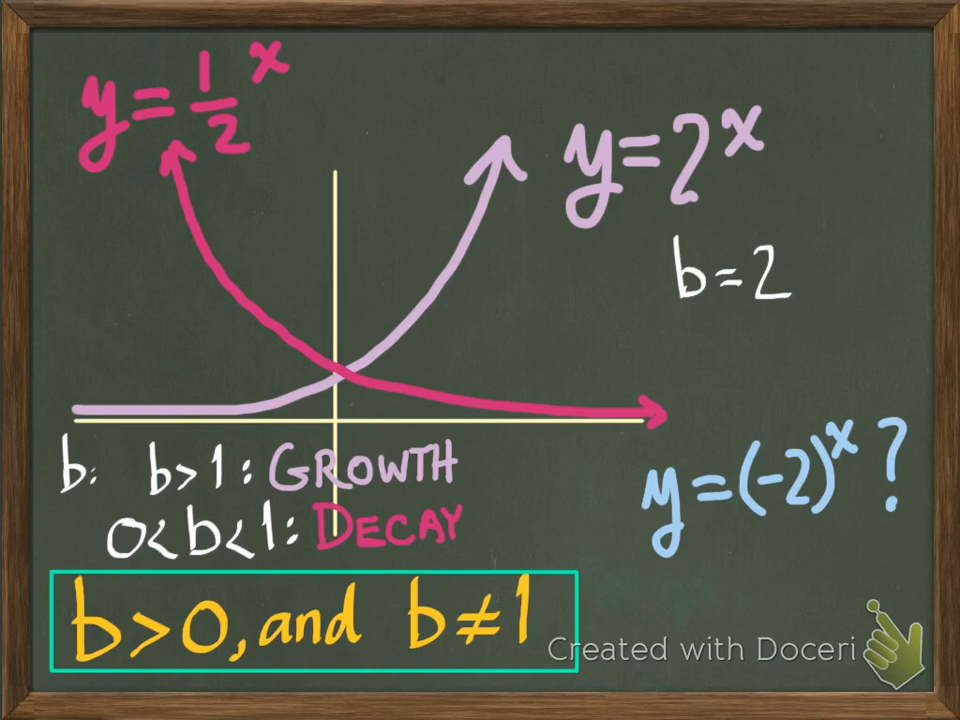 y = 1/2^x
y = 2^x
b = 2
b: b > 1 : GROWTH
0 < b < 1 : DECAY
y = (-2)^x ?
b > 0, and b ≠ 1
Created with Doceri